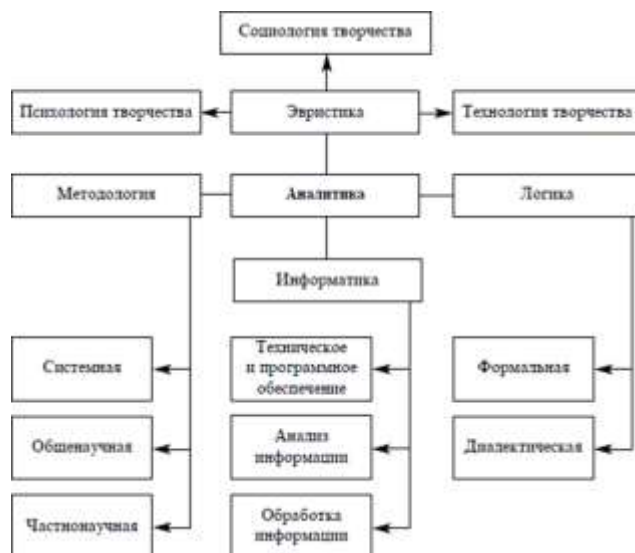 Социология творчества
Психология творчества
Эвристика
Технология творчества
Методология
Аналитика
Логика
Информатика
Системная
Техническое
и программное
обеспечение
Формальная
Общенаучная
Анализ
информации
Диалектическая
Частнонаучная
Обработка
информации